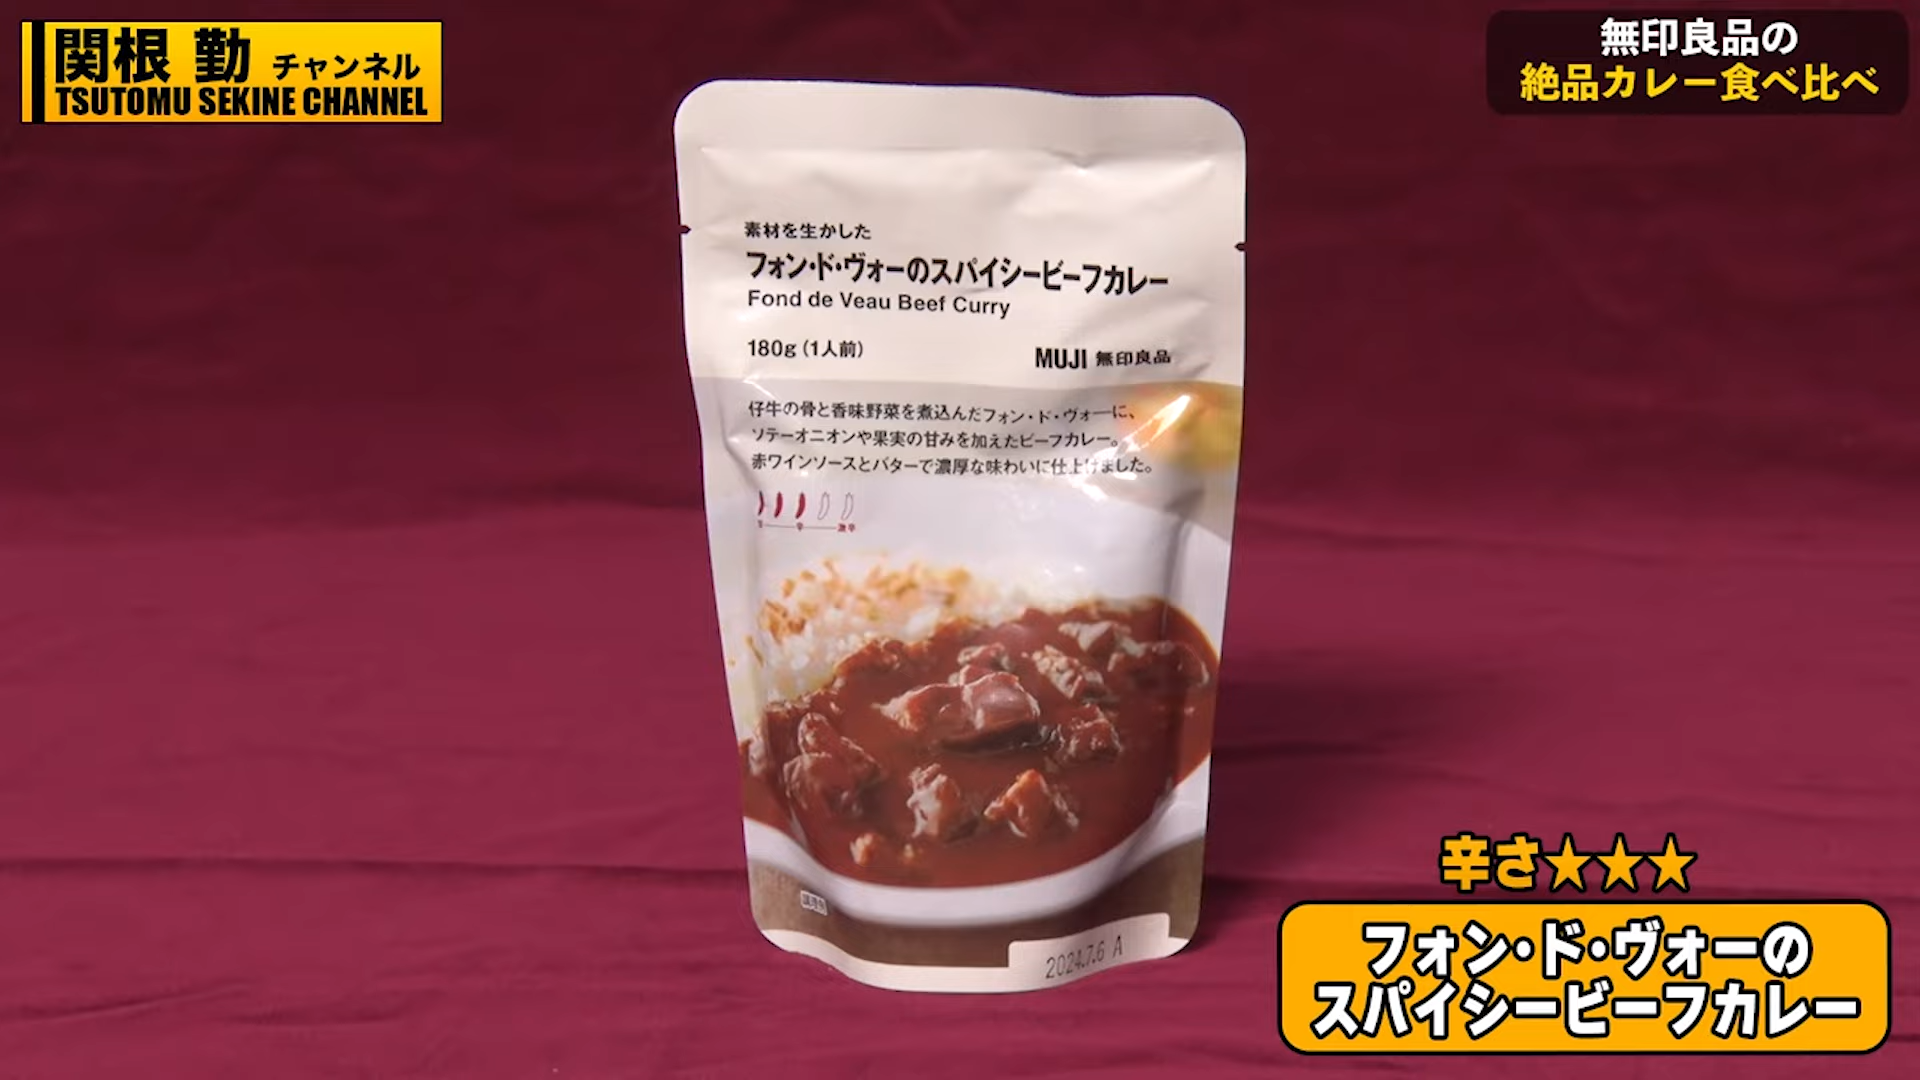 関根 勤 チャンネル
TSUTOMU SEKINE CHANNEL
無印良品の
絶品カレー食べ比べ
素材を生かした
フォン・ド・ヴォーのスパイシービーフカレー
Fond de Veau Beef Curry
180g（1人前）
MUJI 無印良品
仔牛の骨と香味野菜を煮込んだフォン・ド・ヴォーに、
ソテーオニオンや果実の甘みを加えたビーフカレー。
赤ワインソースとバターで濃厚な味わいに仕上げました。
辛 激辛
2024.7.6 A
辛さ★★★
フォン・ド・ヴォーの
スパイシービーフカレー